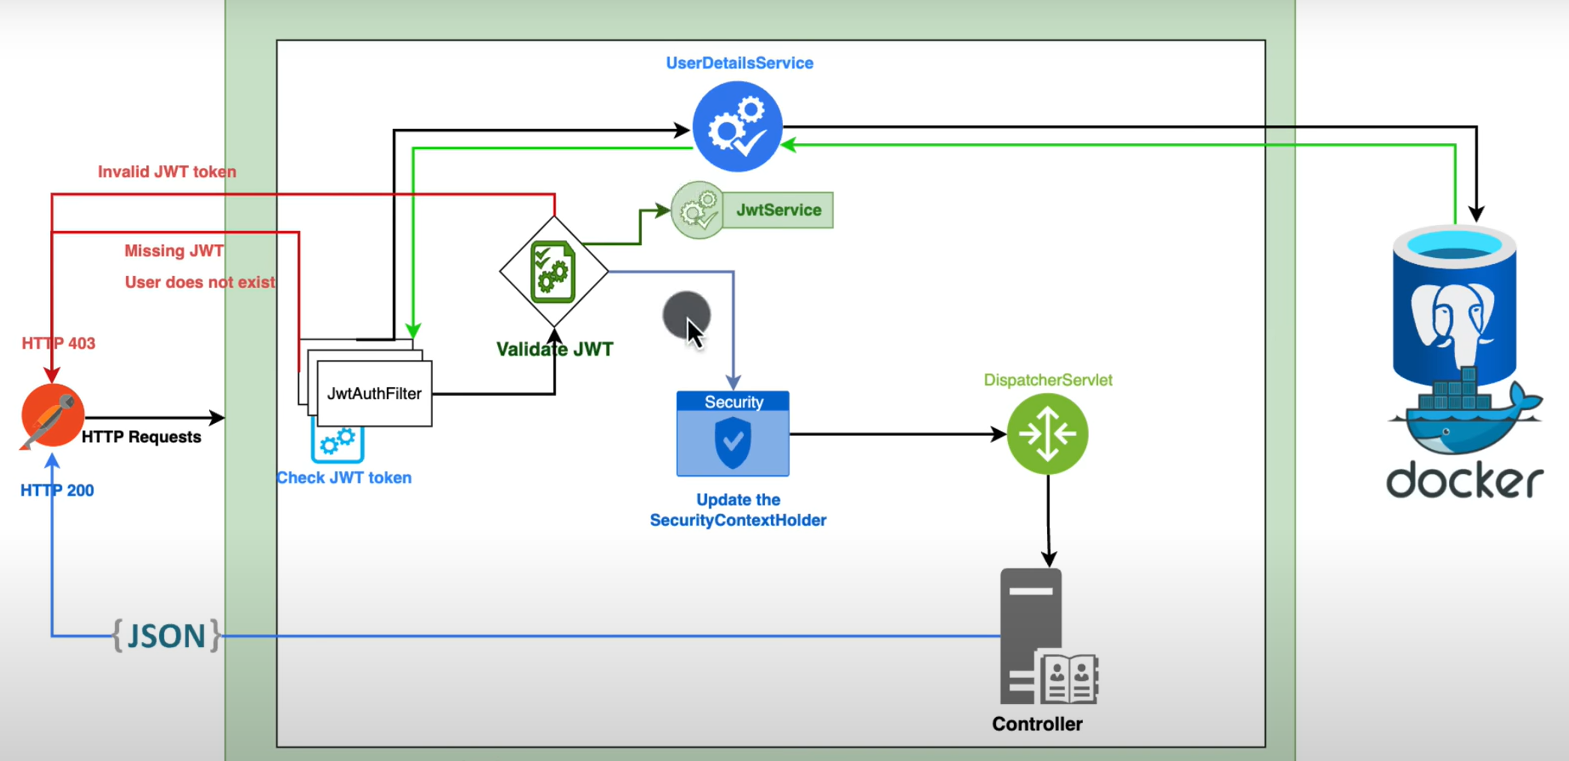 UserDetailsService
Invalid JWT token
JwtService
Missing JWT
User does not exist
HTTP 403
Validate JWT
JwtAuthFilter
HTTP Requests
Check JWT token
HTTP 200
Security
Update the
SecurityContextHolder
DispatcherServlet
docker
{JSON}
Controller